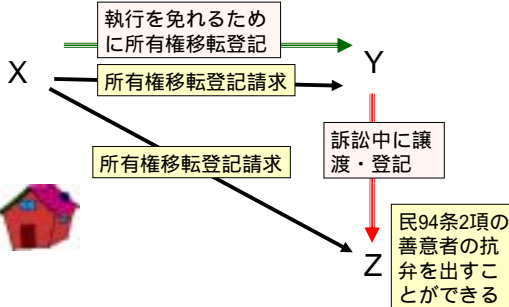 執行を免れるため
に所有権移転登記
X
Y
所有権移転登記請求
訴訟中に譲
渡・登記
所有権移転登記請求
Z
民94条2項の
善意者の抗
弁を出すこ
とができる